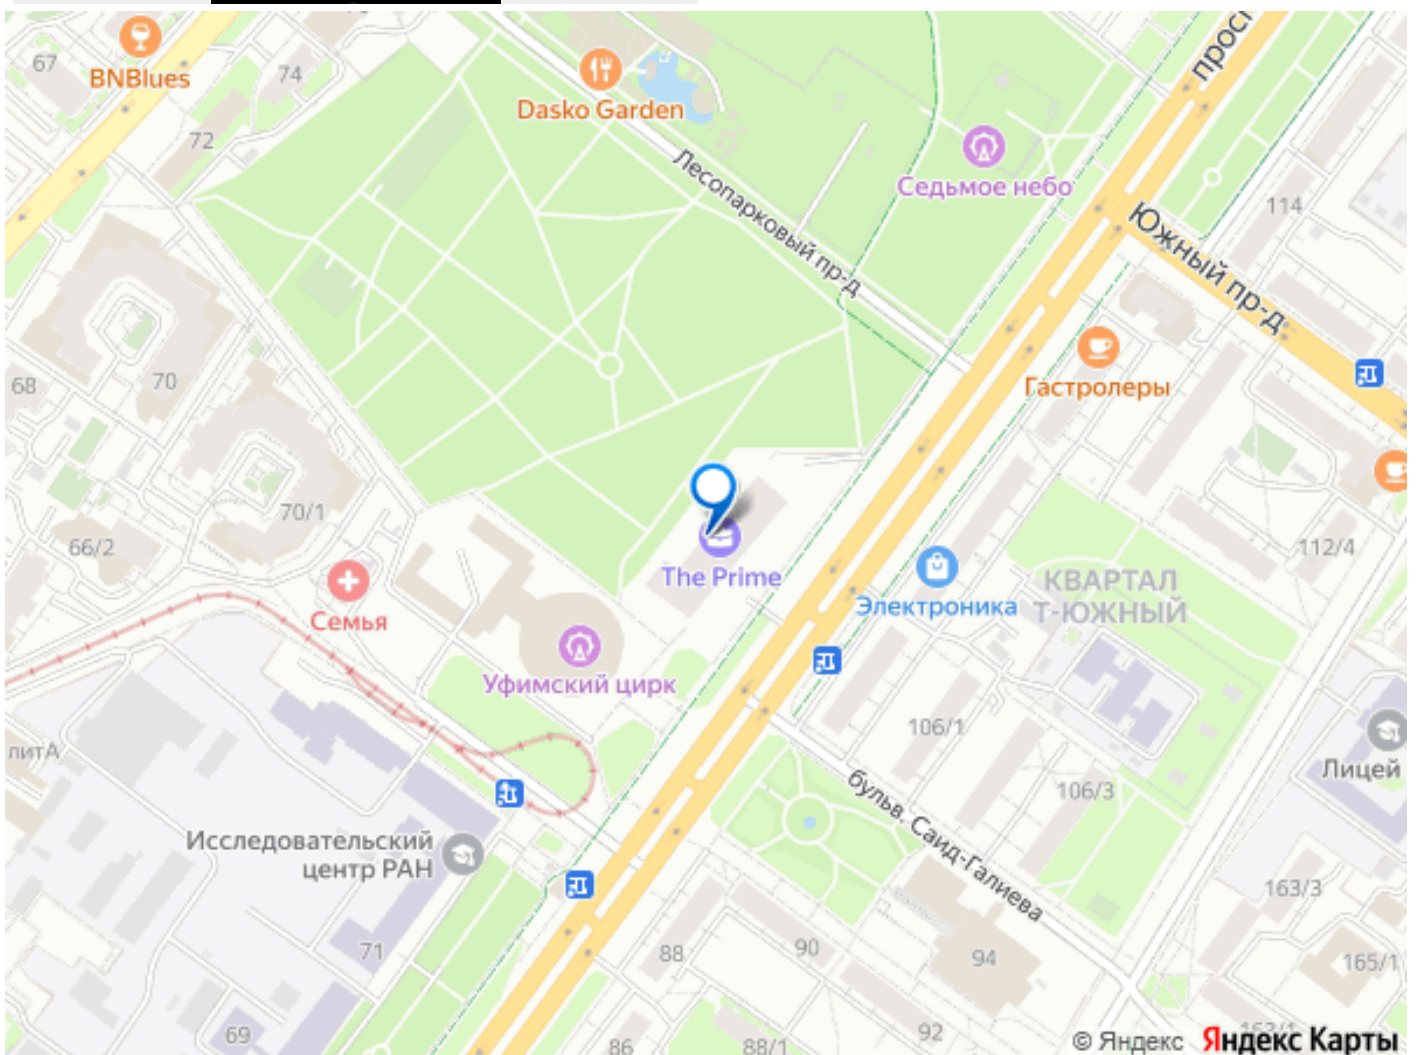 67
BNBlues
74
72
Dasko Garden
Седьмое небо
Лесопарковый пр-д
Южный пр-д
114
Гастролеры
68
70
70/1
66/2
Семья
The Prime
Электроника
КВАРТАЛ
Т-ЮЖНЫЙ
112/4
Уфимский цирк
106/1
106/3
Лицей
литА
бульв. Саид-Галиева
Исследовательский
центр РАН
71
69
88
90
94
92
86
88/1
163/3
165/1
© Яндекс
Яндекс Карты